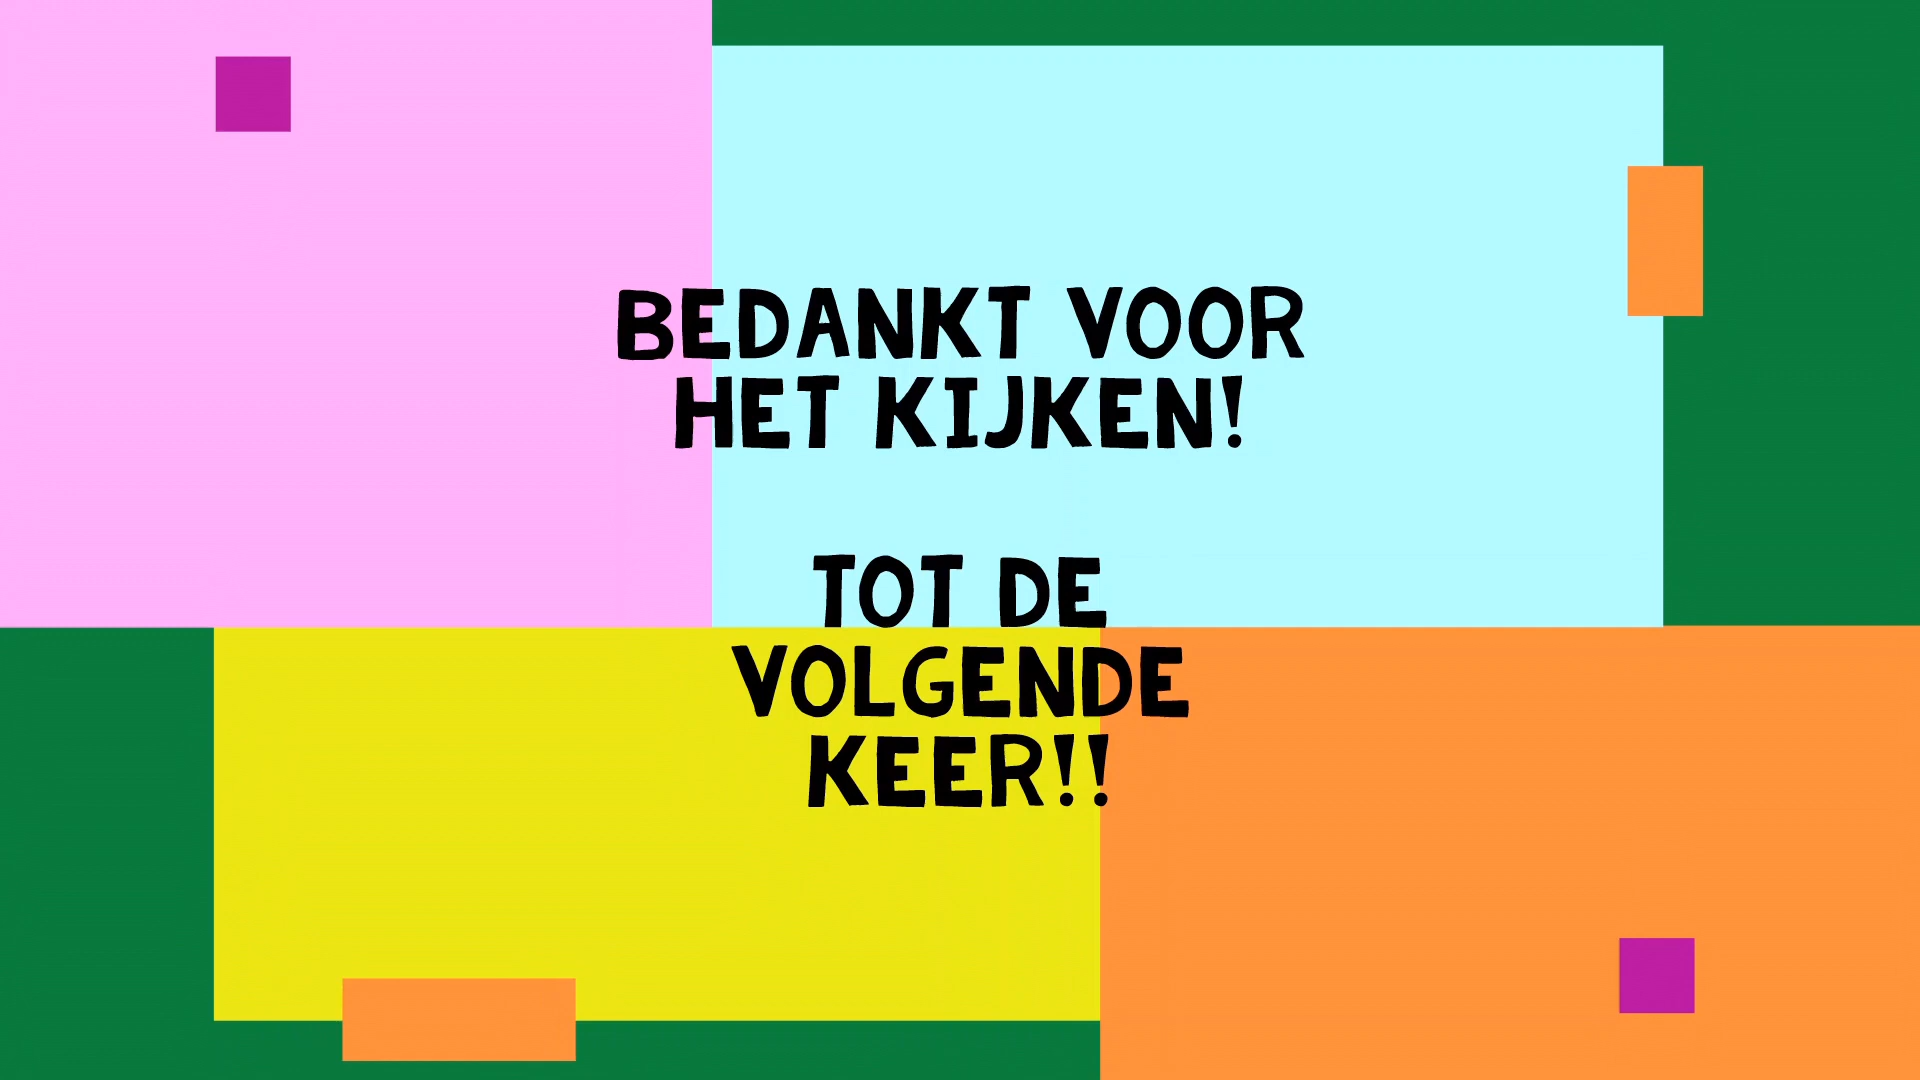 BEDANKT VOOR
HET KIJKEN!
TOT DE
VOLGENDE
KEER!!